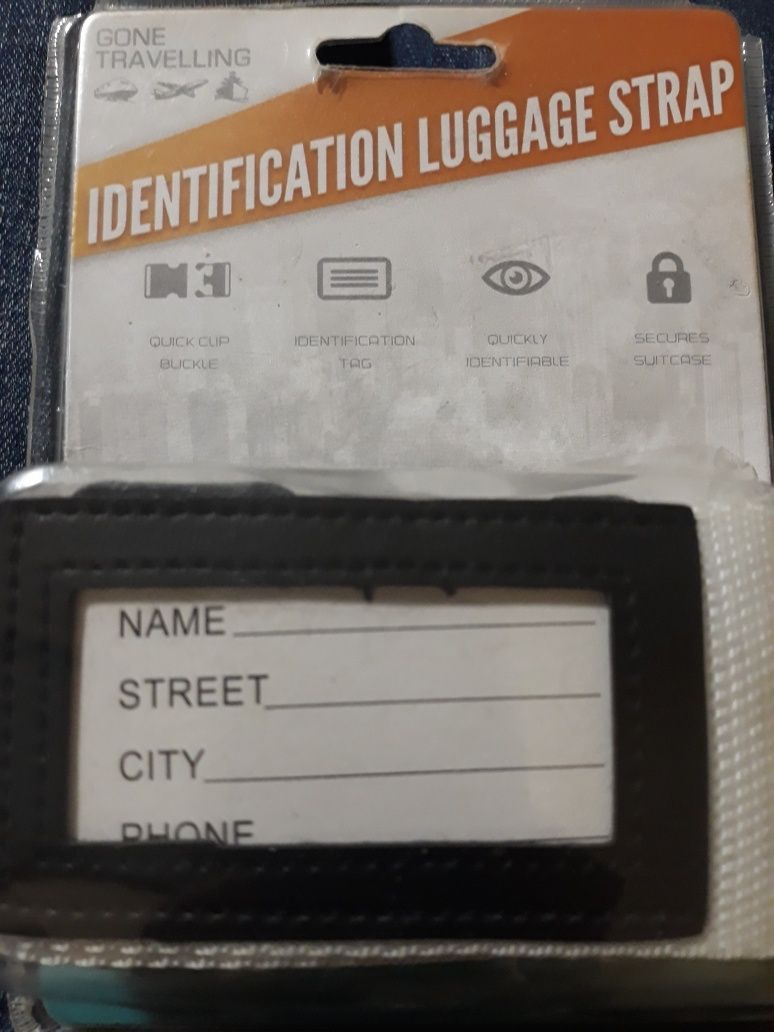 GONE
TRAVELLING
IDENTIFICATION LUGGAGE STRAP
QUICK CLIP
BUCKLE
IDENTIFICATION
TAG
QUICKLY
IDENTIFIABLE
SECURES
SUITCASE
NAME
STREET
CITY
PHONE